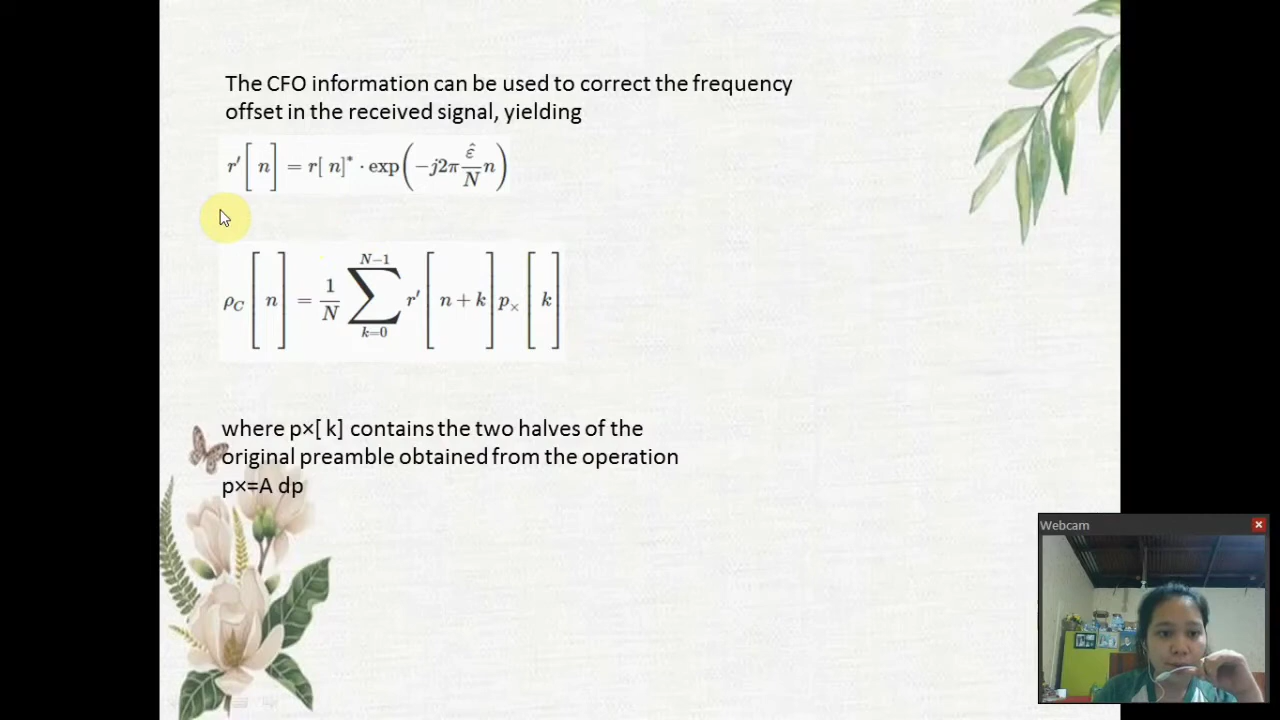 The CFO information can be used to correct the frequency
offset in the received signal, yielding
r′[ n] = r[ n]* · exp(−j2π ε̂/N n)
ρC[ n] = 1/N ∑_{k=0}^{N−1} r′[ n + k] p×[ k]
where p×[ k] contains the two halves of the
original preamble obtained from the operation
p×=A dp
Webcam